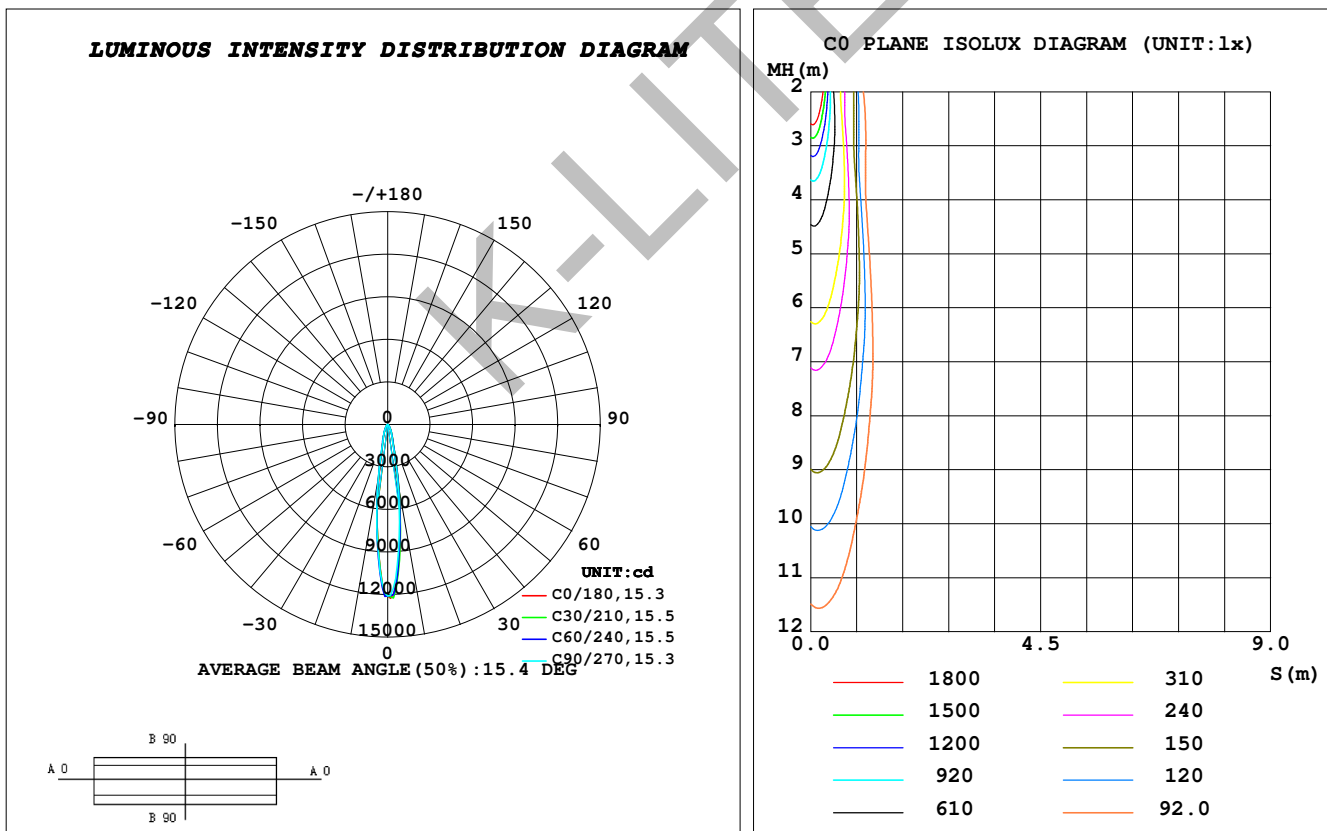 LUMINOUS INTENSITY DISTRIBUTION DIAGRAM
-/+180
-150
150
-120
120
-90
90
-60
60
-30
30
0
0
3000
6000
9000
12000
15000
UNIT:cd
C0/180,15.3
C30/210,15.5
C60/240,15.5
C90/270,15.3
AVERAGE BEAM ANGLE(50%):15.4 DEG
B 90
A 0
A 0
B 90
K-LITE
C0 PLANE ISOLUX DIAGRAM (UNIT:lx)
MH(m)
2
3
4
5
6
7
8
9
10
11
12
0.0
4.5
9.0
S(m)
1800
1500
1200
920
610
310
240
150
120
92.0